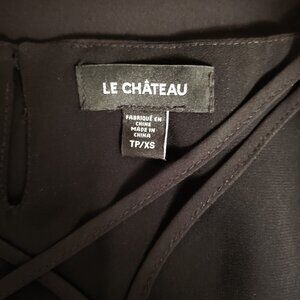 LE CHÂTEAU
FABRIQUÉ EN
CHINE
MADE IN
CHINA
TP/XS